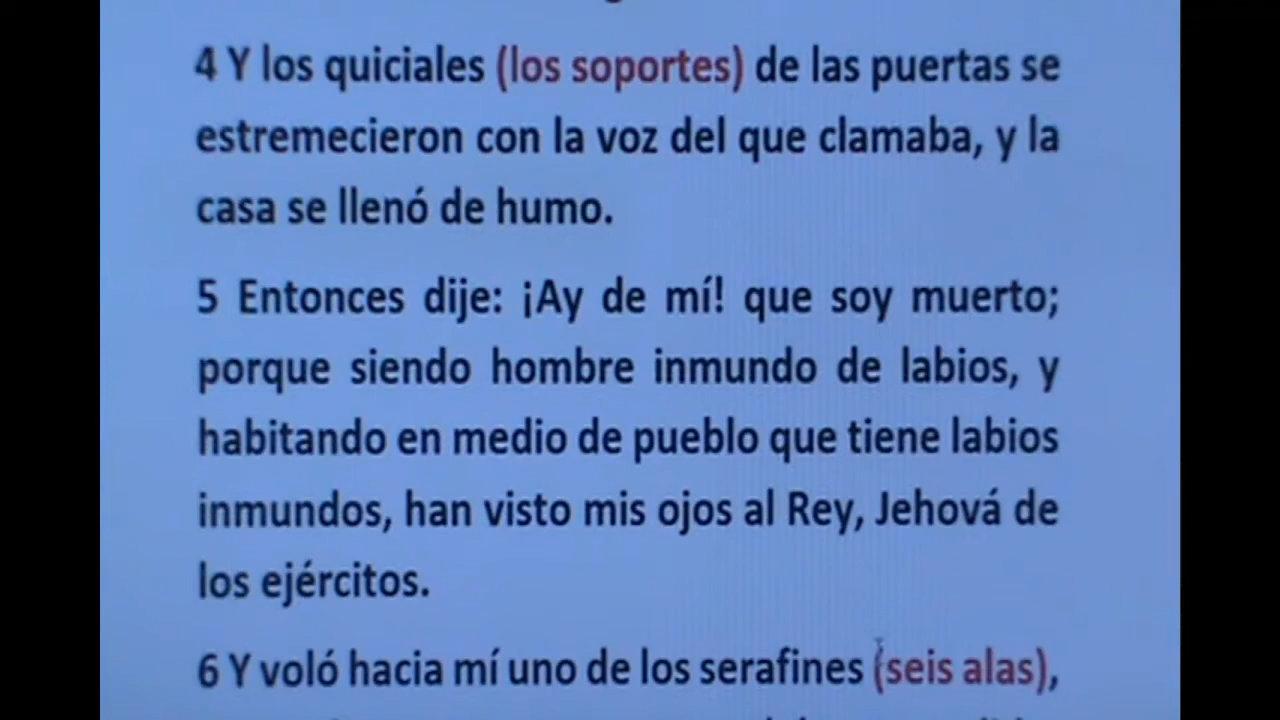 4 Y los quiciales (los soportes) de las puertas se
estremecieron con la voz del que clamaba, y la
casa se llenó de humo.
5 Entonces dije: ¡Ay de mí! que soy muerto;
porque siendo hombre inmundo de labios, y
habitando en medio de pueblo que tiene labios
inmundos, han visto mis ojos al Rey, Jehová de
los ejércitos.
6 Y voló hacia mí uno de los serafines (seis alas),